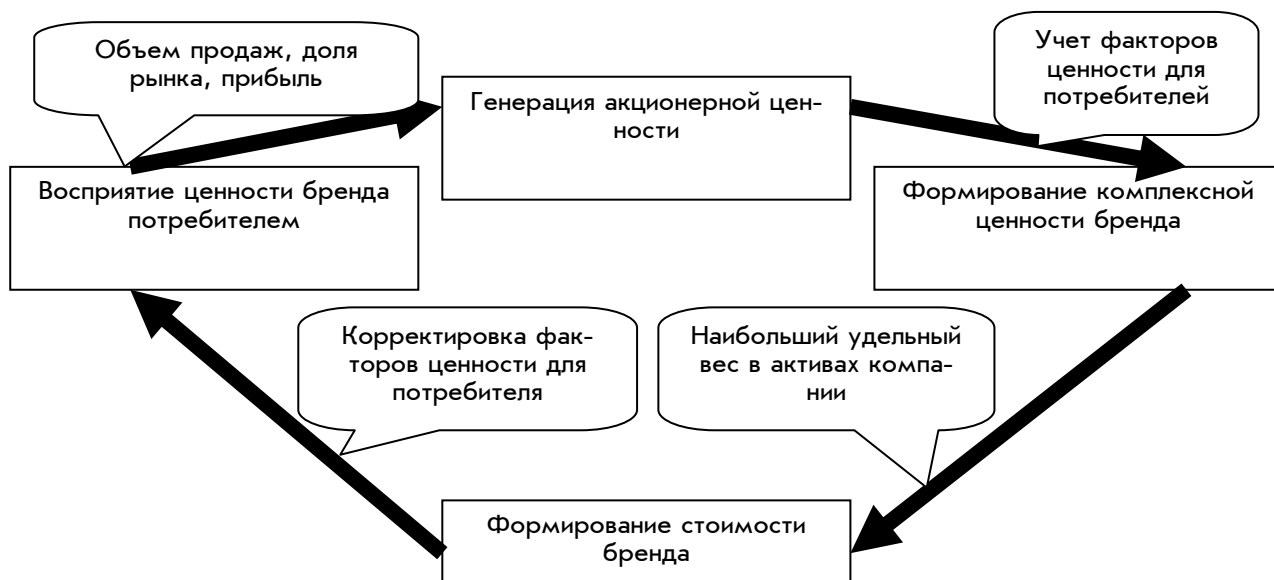 Объем продаж, доля
рынка, прибыль
Генерация акционерной цен-
ности
Учет факторов
ценности для
потребителей
Восприятие ценности бренда
потребителем
Формирование комплексной
ценности бренда
Корректировка фак-
торов ценности для
потребителя
Наибольший удельный
вес в активах компа-
нии
Формирование стоимости
бренда